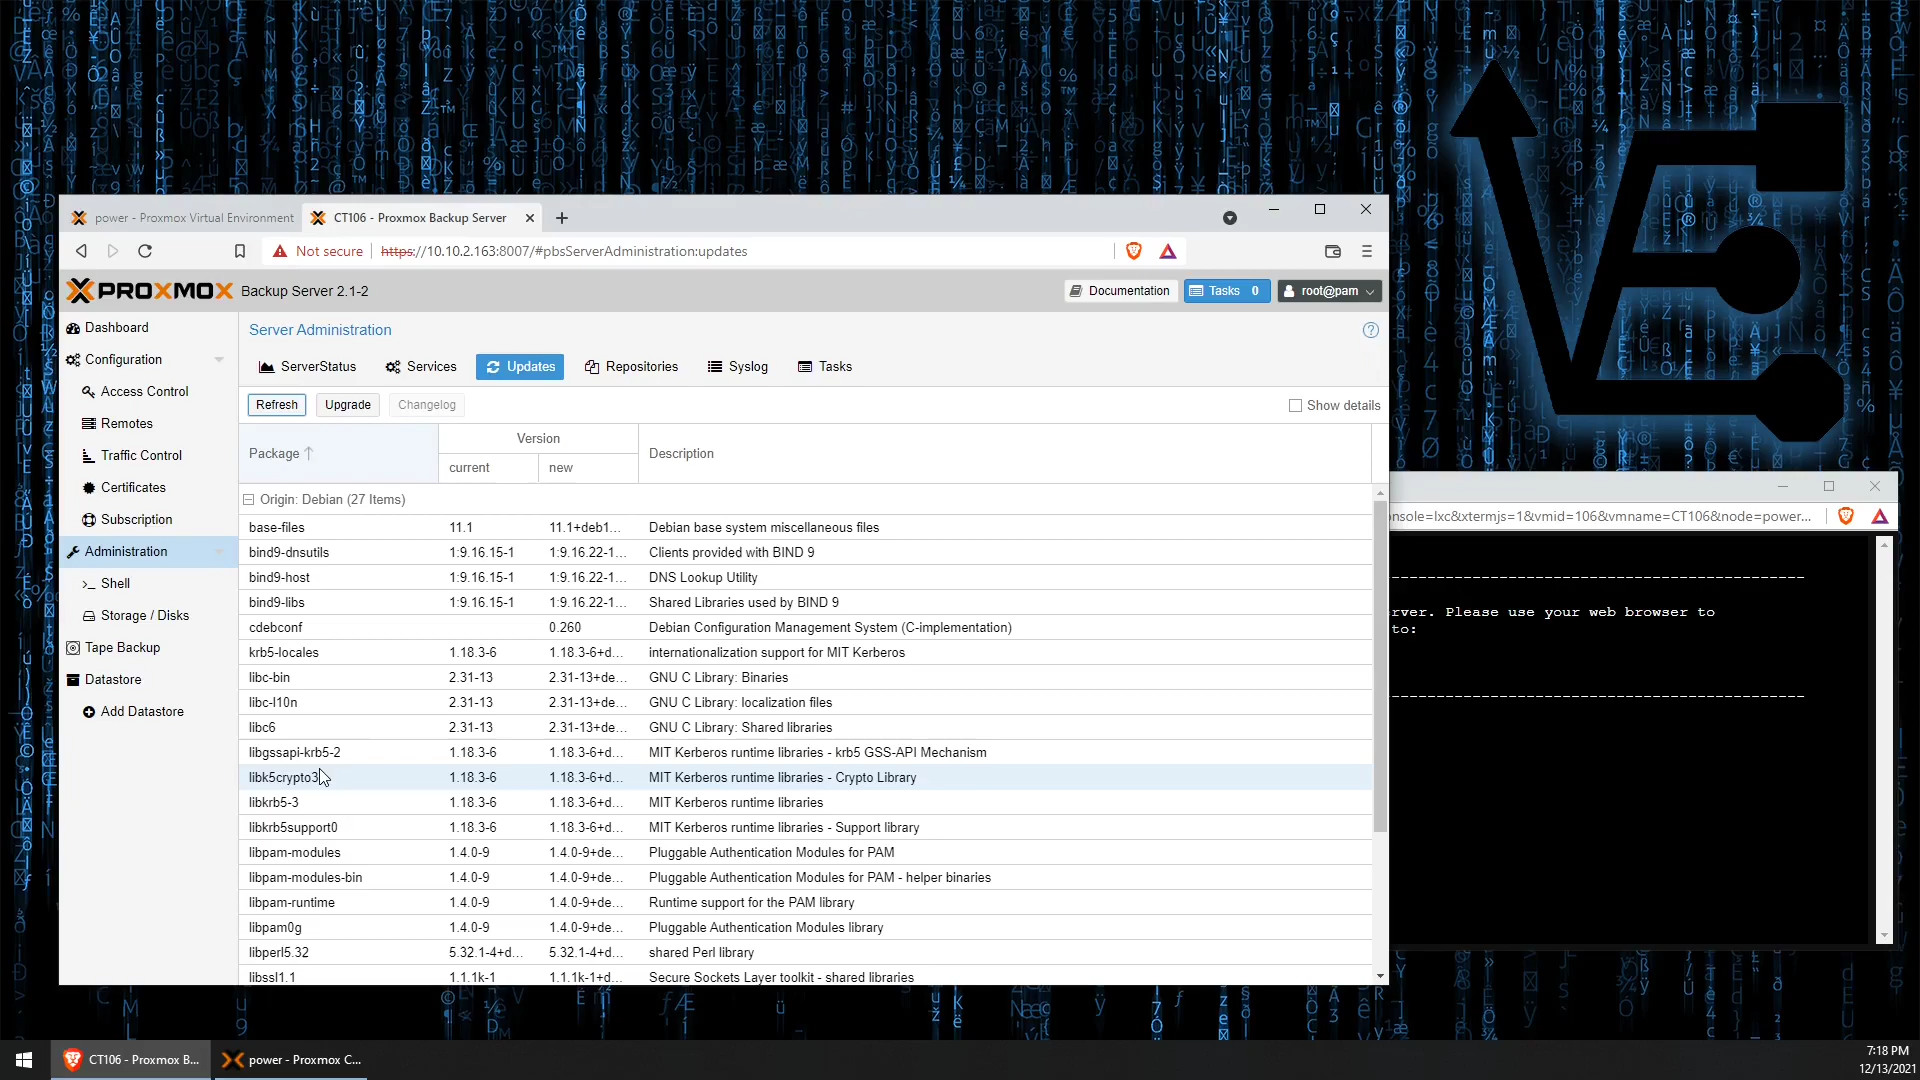 power - Proxmox Virtual Environment
CT106 - Proxmox Backup Server
Not secure
https://10.10.2.163:8007/#pbsServerAdministration:updates
PROXMOX Backup Server 2.1-2
Documentation
Tasks 0
root@pam
Dashboard
Configuration
Access Control
Remotes
Traffic Control
Certificates
Subscription
Administration
Shell
Storage / Disks
Tape Backup
Datastore
Add Datastore
Server Administration
ServerStatus
Services
Updates
Repositories
Syslog
Tasks
Refresh
Upgrade
Changelog
Show details
Package
Version
current
new
Description
Origin: Debian (27 Items)
base-files 11.1 11.1+deb1... Debian base system miscellaneous files
bind9-dnsutils 1:9.16.15-1 1:9.16.22-1... Clients provided with BIND 9
bind9-host 1:9.16.15-1 1:9.16.22-1... DNS Lookup Utility
bind9-libs 1:9.16.15-1 1:9.16.22-1... Shared Libraries used by BIND 9
cdebconf 0.260 Debian Configuration Management System (C-implementation)
krb5-locales 1.18.3-6 1.18.3-6+d... internationalization support for MIT Kerberos
libc-bin 2.31-13 2.31-13+de... GNU C Library: Binaries
libc-l10n 2.31-13 2.31-13+de... GNU C Library: localization files
libc6 2.31-13 2.31-13+de... GNU C Library: Shared libraries
libgssapi-krb5-2 1.18.3-6 1.18.3-6+d... MIT Kerberos runtime libraries - krb5 GSS-API Mechanism
libk5crypto3 1.18.3-6 1.18.3-6+d... MIT Kerberos runtime libraries - Crypto Library
libkrb5-3 1.18.3-6 1.18.3-6+d... MIT Kerberos runtime libraries
libkrb5support0 1.18.3-6 1.18.3-6+d... MIT Kerberos runtime libraries - Support library
libpam-modules 1.4.0-9 1.4.0-9+de... Pluggable Authentication Modules for PAM
libpam-modules-bin 1.4.0-9 1.4.0-9+de... Pluggable Authentication Modules for PAM - helper binaries
libpam-runtime 1.4.0-9 1.4.0-9+de... Runtime support for the PAM library
libpam0g 1.4.0-9 1.4.0-9+de... Pluggable Authentication Modules library
libperl5.32 5.32.1-4+d... 5.32.1-4+d... shared Perl library
libssl1.1 1.1.1k-1 1.1.1k-1+d... Secure Sockets Layer toolkit - shared libraries
onsole=lxc&xtermjs=1&vmid=106&vmname=CT106&node=power...
--------------------------------------------------
rver. Please use your web browser to
to:
--------------------------------------------------
CT106 - Proxmox B...
power - Proxmox C...
7:18 PM
12/13/2021